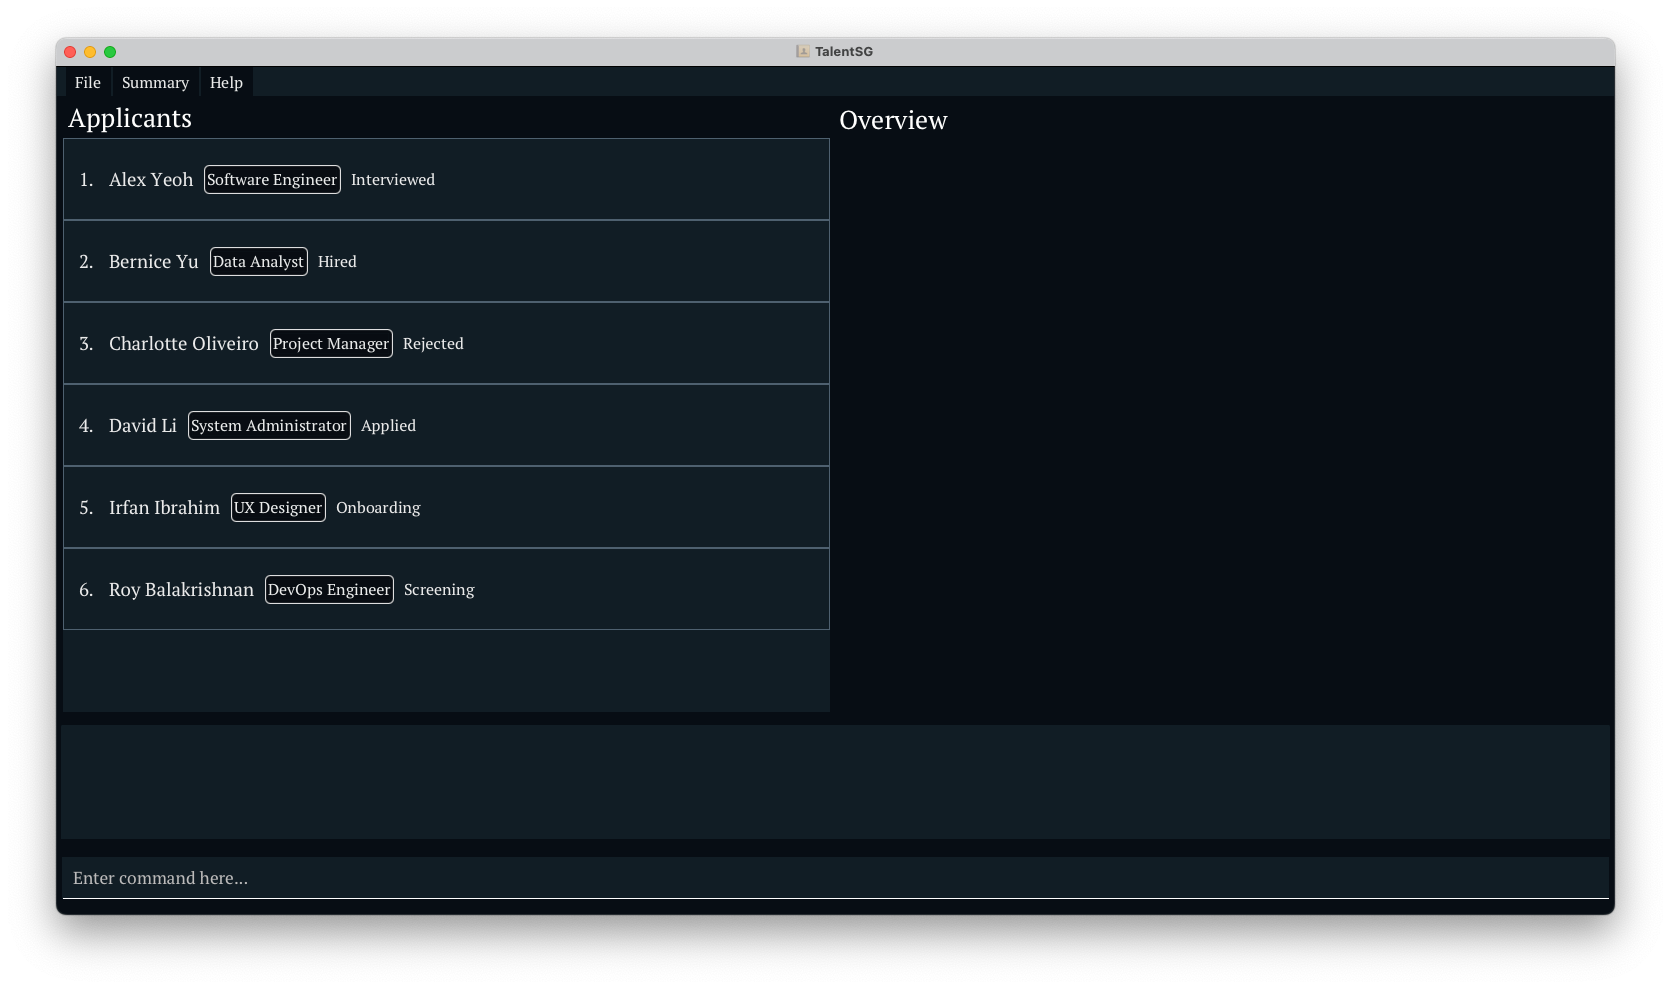 TalentSG
File Summary Help
Applicants
1. Alex Yeoh Software Engineer Interviewed
2. Bernice Yu Data Analyst Hired
3. Charlotte Oliveiro Project Manager Rejected
4. David Li System Administrator Applied
5. Irfan Ibrahim UX Designer Onboarding
6. Roy Balakrishnan DevOps Engineer Screening
Overview
Enter command here...